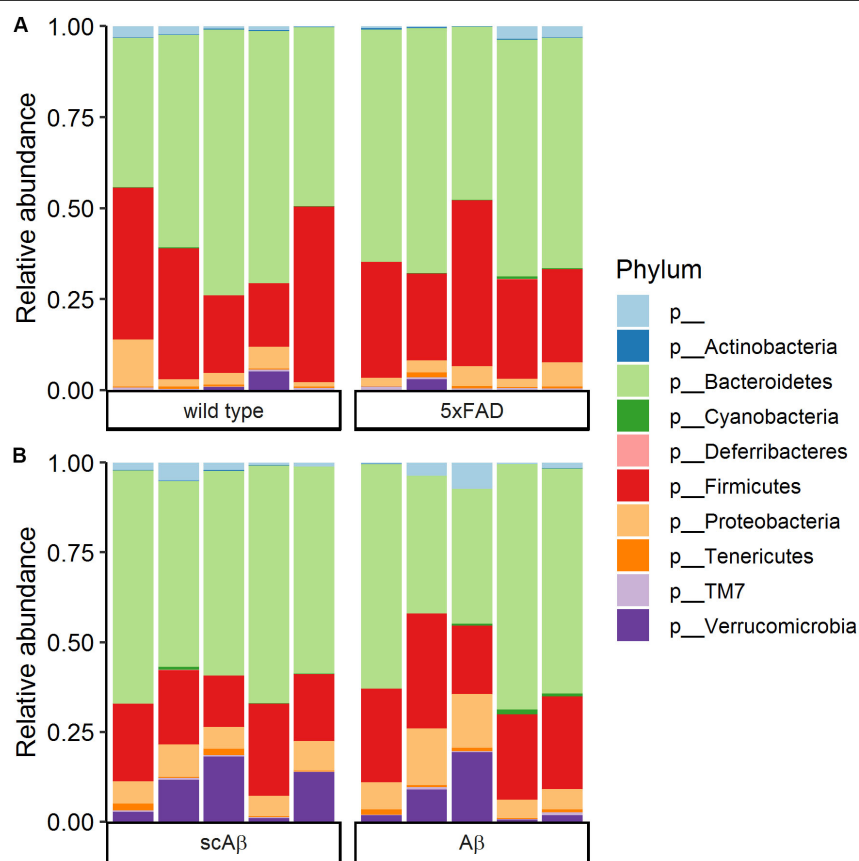 A
Relative abundance
1.00
0.75
0.50
0.25
0.00
wild type
5xFAD
B
Relative abundance
1.00
0.75
0.50
0.25
0.00
scAβ
Aβ
Phylum
p__
p__Actinobacteria
p__Bacteroidetes
p__Cyanobacteria
p__Deferribacteres
p__Firmicutes
p__Proteobacteria
p__Tenericutes
p__TM7
p__Verrucomicrobia